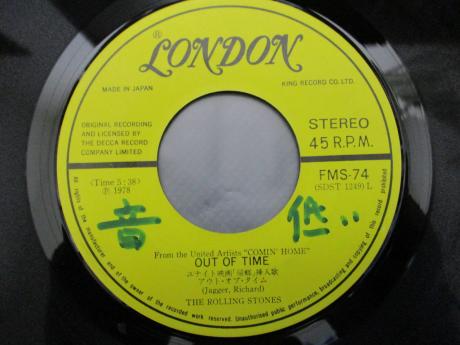 ® LONDON
MADE IN JAPAN
KING RECORD CO. LTD.
ORIGINAL RECORDING
AND LICENSED BY
THE DECCA RECORD
COMPANY LIMITED
STEREO
45 R.P.M.
<Time 5 : 38>
℗ 1978
FMS-74
(SDST 1249) L
音 低..
From the United Artists "COMIN' HOME"
OUT OF TIME
ユナイト映画「帰郷」挿入歌
アウト・オブ・タイム
(Jagger, Richard)
THE ROLLING STONES
All rights of the manufacturer and of the owner of the recorded work reserved. Unauthorised public performance, broadcasting and copying of this record prohibited.